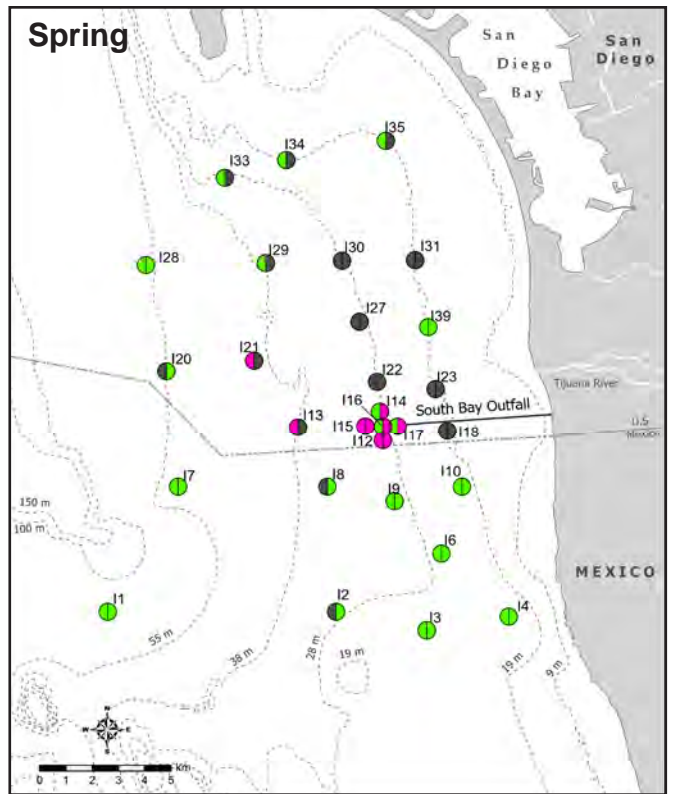 Spring
San
Diego
Bay
San
Diego
I35
I34
I33
I28
I29
I30
I31
I27
I39
I21
I20
I22
I23
Tijuana River
I16
I14
South Bay Outfall
I13
I15
I17
I18
U.S
Mexico
I12
I7
I8
I9
I10
150 m
100 m
I6
MEXICO
I1
I2
I3
I4
55 m
38 m
28 m
19 m
19 m
9 m
N
W
E
S
km
0 1 2 3 4 5